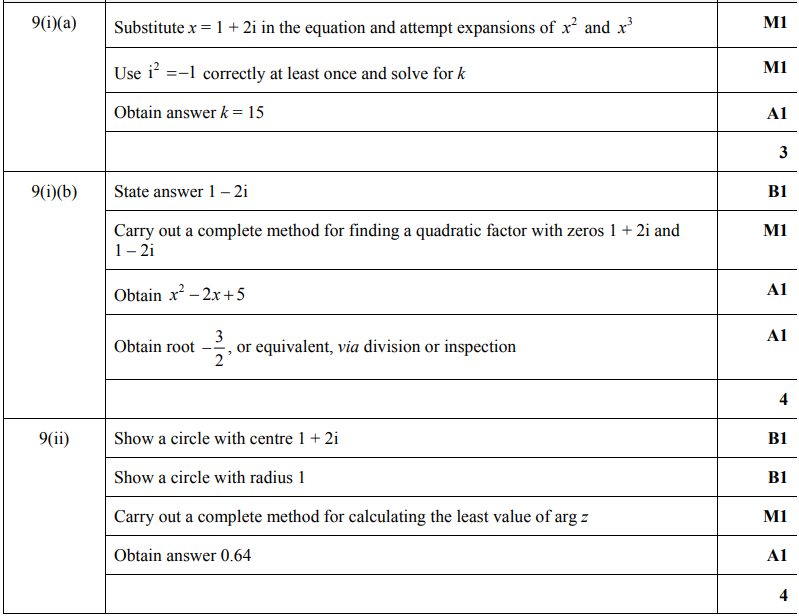 9(i)(a) Substitute x = 1 + 2i in the equation and attempt expansions of x² and x³ M1
Use i² = −1 correctly at least once and solve for k M1
Obtain answer k = 15 A1
3
9(i)(b) State answer 1 – 2i B1
Carry out a complete method for finding a quadratic factor with zeros 1 + 2i and M1
1 – 2i
Obtain x² − 2x + 5 A1
Obtain root −3/2, or equivalent, via division or inspection A1
4
9(ii) Show a circle with centre 1 + 2i B1
Show a circle with radius 1 B1
Carry out a complete method for calculating the least value of arg z M1
Obtain answer 0.64 A1
4